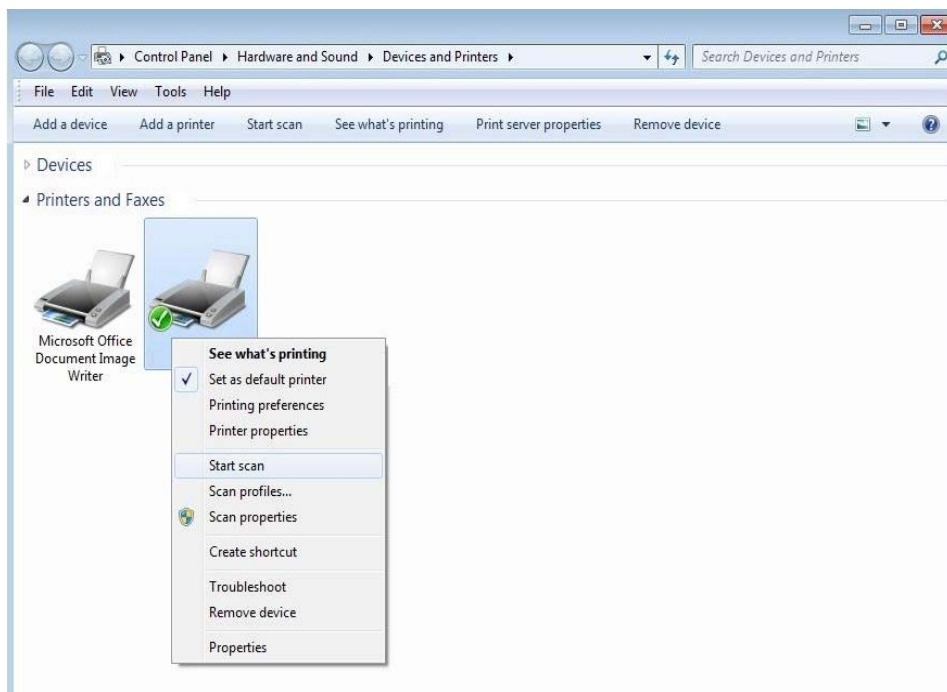 Control Panel Hardware and Sound Devices and Printers Search Devices and Printers
File Edit View Tools Help
Add a device Add a printer Start scan See what's printing Print server properties Remove device
Devices
Printers and Faxes
Microsoft Office
Document Image
Writer
See what's printing
Set as default printer
Printing preferences
Printer properties
Start scan
Scan profiles...
Scan properties
Create shortcut
Troubleshoot
Remove device
Properties